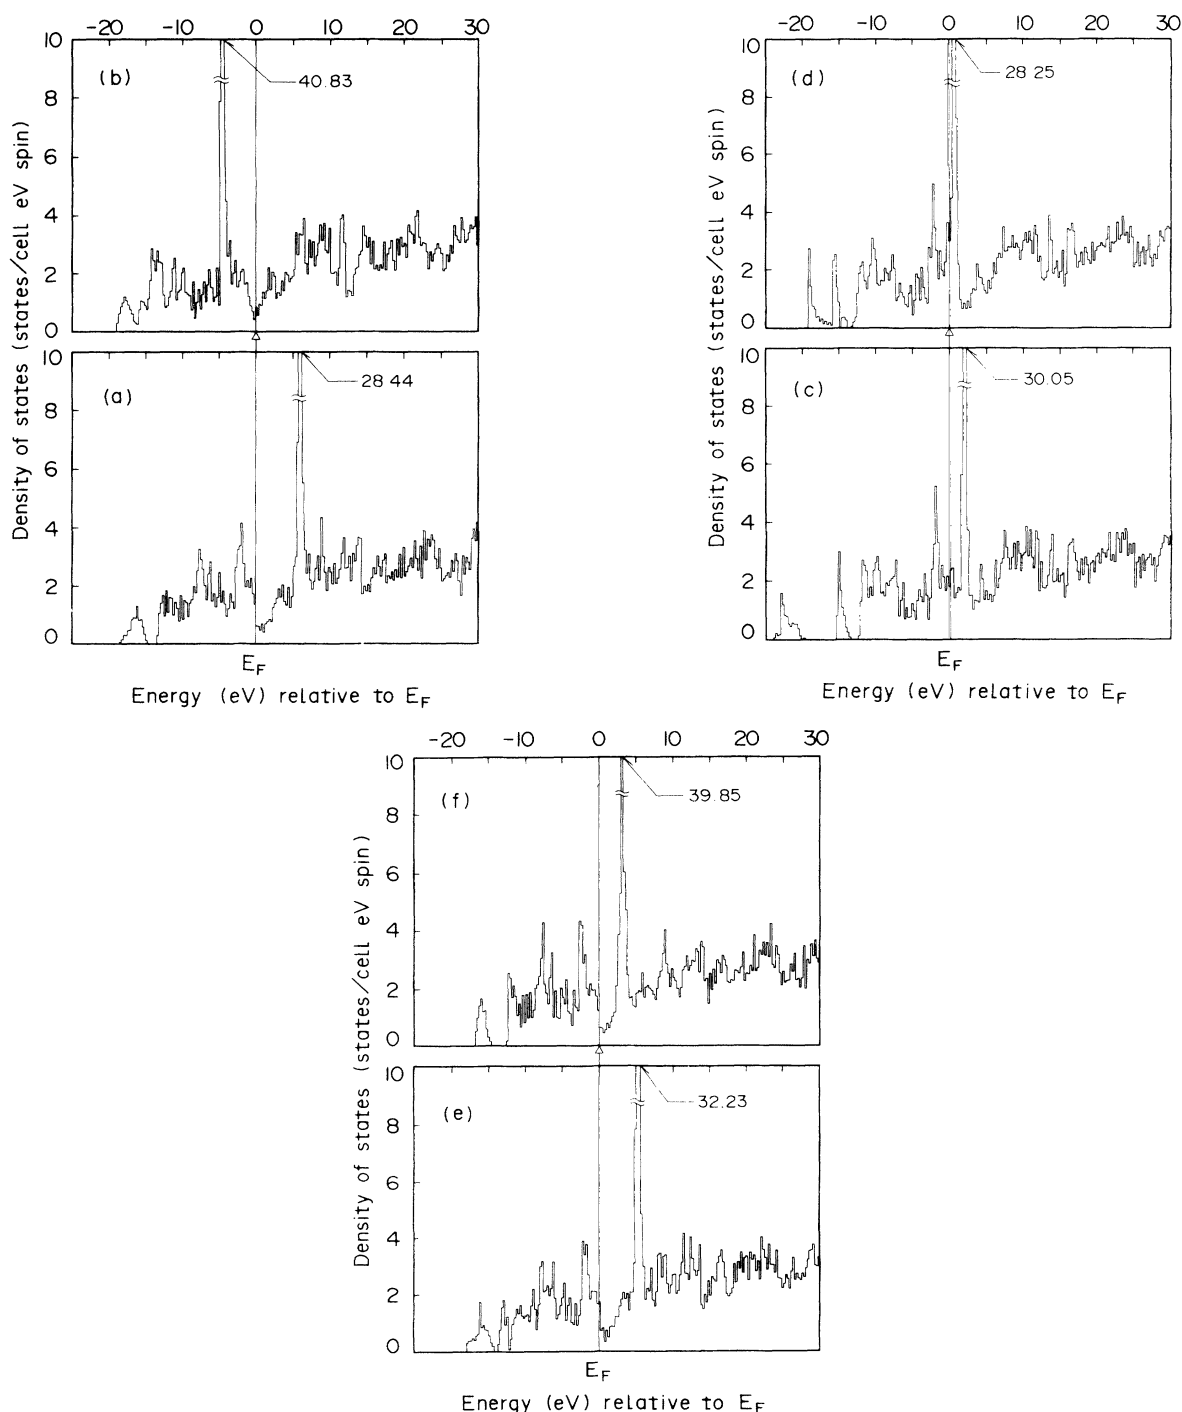 -20 -10 0 10 20 30
10
8
6
4
2
0
(b)
40.83
10
8
6
4
2
0
(a)
28 44
Density of states (states/cell eV spin)
E_F
Energy (eV) relative to E_F
-20 -10 0 10 20 30
10
8
6
4
2
0
(d)
28 25
10
8
6
4
2
0
(c)
30.05
Density of states (states/cell eV spin)
E_F
Energy (eV) relative to E_F
-20 -10 0 10 20 30
10
8
6
4
2
0
(f)
39.85
10
8
6
4
2
0
(e)
32.23
Density of states (states/cell eV spin)
E_F
Energy (eV) relative to E_F